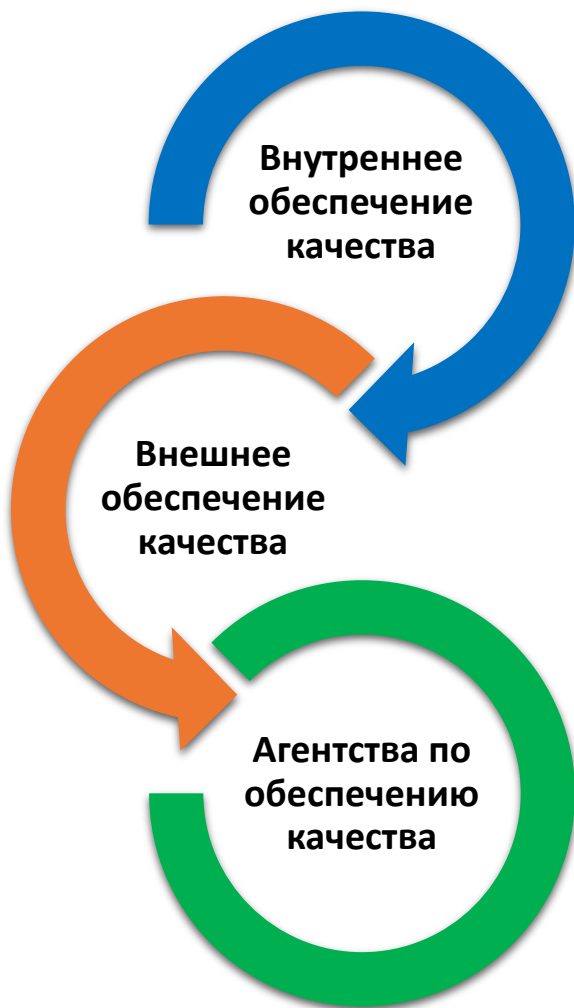 Внутреннее
обеспечение
качества
Внешнее
обеспечение
качества
Агентства по
обеспечению
качества